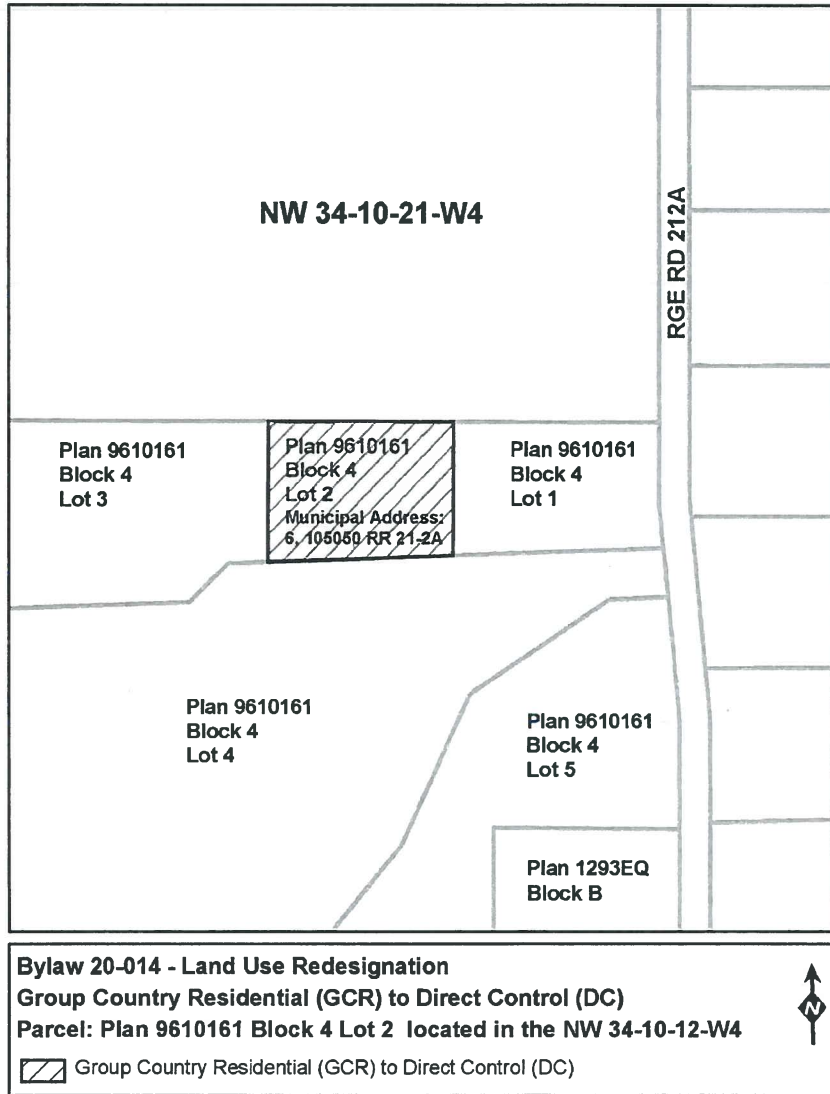 NW 34-10-21-W4
RGE RD 212A
Plan 9610161
Block 4
Lot 3
Plan 9610161
Block 4
Lot 2
Municipal Address:
6, 105050 RR 21-2A
Plan 9610161
Block 4
Lot 1
Plan 9610161
Block 4
Lot 4
Plan 9610161
Block 4
Lot 5
Plan 1293EQ
Block B
Bylaw 20-014 - Land Use Redesignation
Group Country Residential (GCR) to Direct Control (DC)
Parcel: Plan 9610161 Block 4 Lot 2 located in the NW 34-10-12-W4
N
Group Country Residential (GCR) to Direct Control (DC)